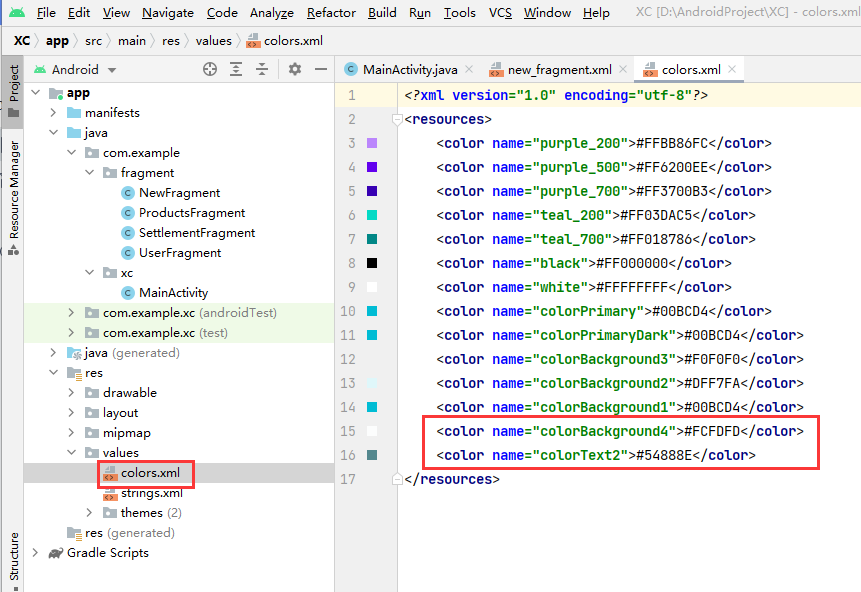 File Edit View Navigate Code Analyze Refactor Build Run Tools VCS Window Help XC [D:\AndroidProject\XC] - colors.xml
XC app src main res values colors.xml
Android
MainActivity.java new_fragment.xml colors.xml
Project
Resource Manager
Structure
app
manifests
java
com.example
fragment
NewFragment
ProductsFragment
SettlementFragment
UserFragment
xc
MainActivity
com.example.xc (androidTest)
com.example.xc (test)
java (generated)
res
drawable
layout
mipmap
values
colors.xml
strings.xml
themes (2)
res (generated)
Gradle Scripts
1 <?xml version="1.0" encoding="utf-8"?>
2 <resources>
3 <color name="purple_200">#FFBB86FC</color>
4 <color name="purple_500">#FF6200EE</color>
5 <color name="purple_700">#FF3700B3</color>
6 <color name="teal_200">#FF03DAC5</color>
7 <color name="teal_700">#FF018786</color>
8 <color name="black">#FF000000</color>
9 <color name="white">#FFFFFFFF</color>
10 <color name="colorPrimary">#00BCD4</color>
11 <color name="colorPrimaryDark">#00BCD4</color>
12 <color name="colorBackground3">#F0F0F0</color>
13 <color name="colorBackground2">#DFF7FA</color>
14 <color name="colorBackground1">#00BCD4</color>
15 <color name="colorBackground4">#FCFDFD</color>
16 <color name="colorText2">#54888E</color>
17 </resources>